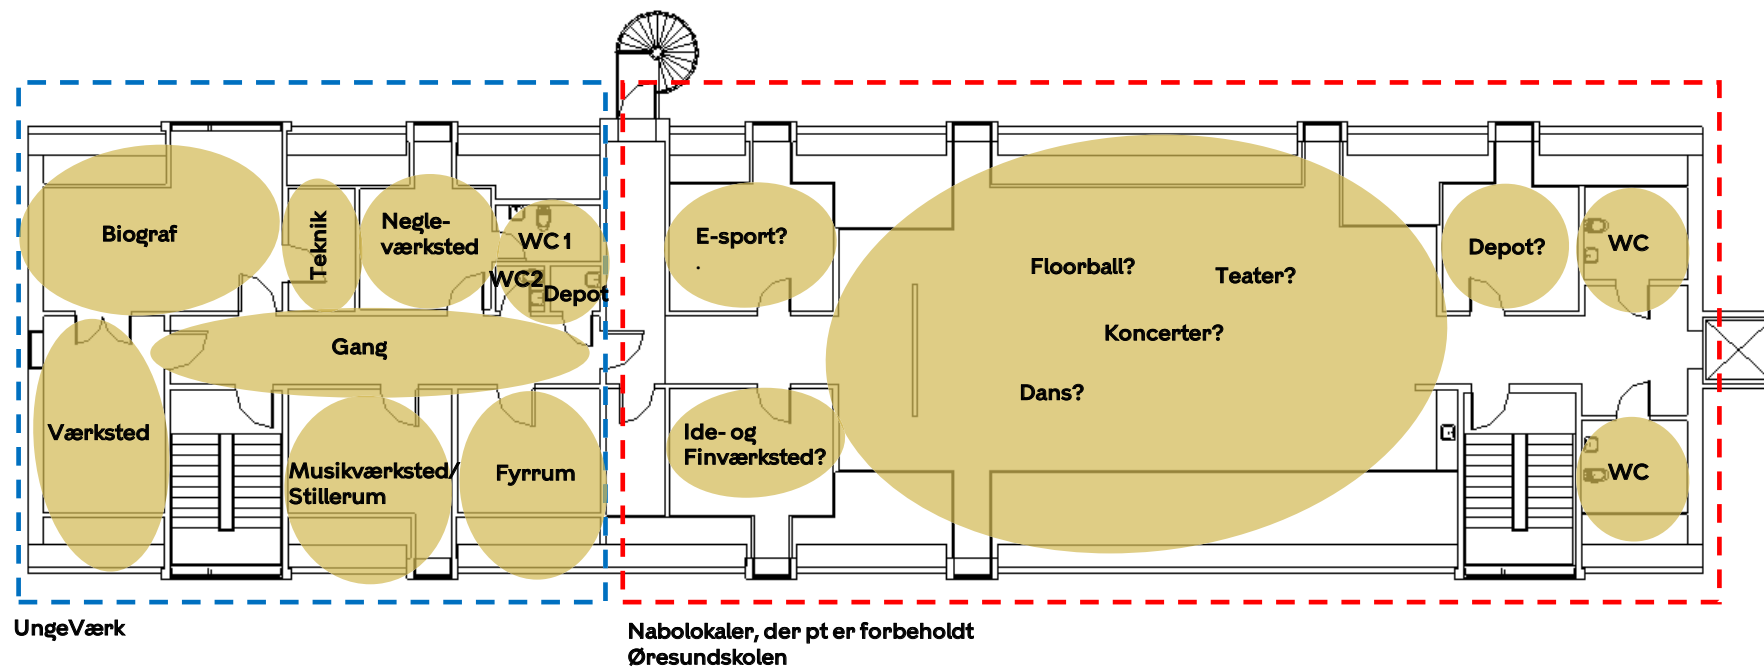 Biograf
Teknik
Negle-
værksted
WC 1
WC2
Depot
Gang
Værksted
Musikværksted/
Stillerum
Fyrrum
E-sport?
Ide- og
Finværksted?
Floorball?
Teater?
Koncerter?
Dans?
Depot?
WC
WC
UngeVærk
Nabolokaler, der pt er forbeholdt
Øresundskolen